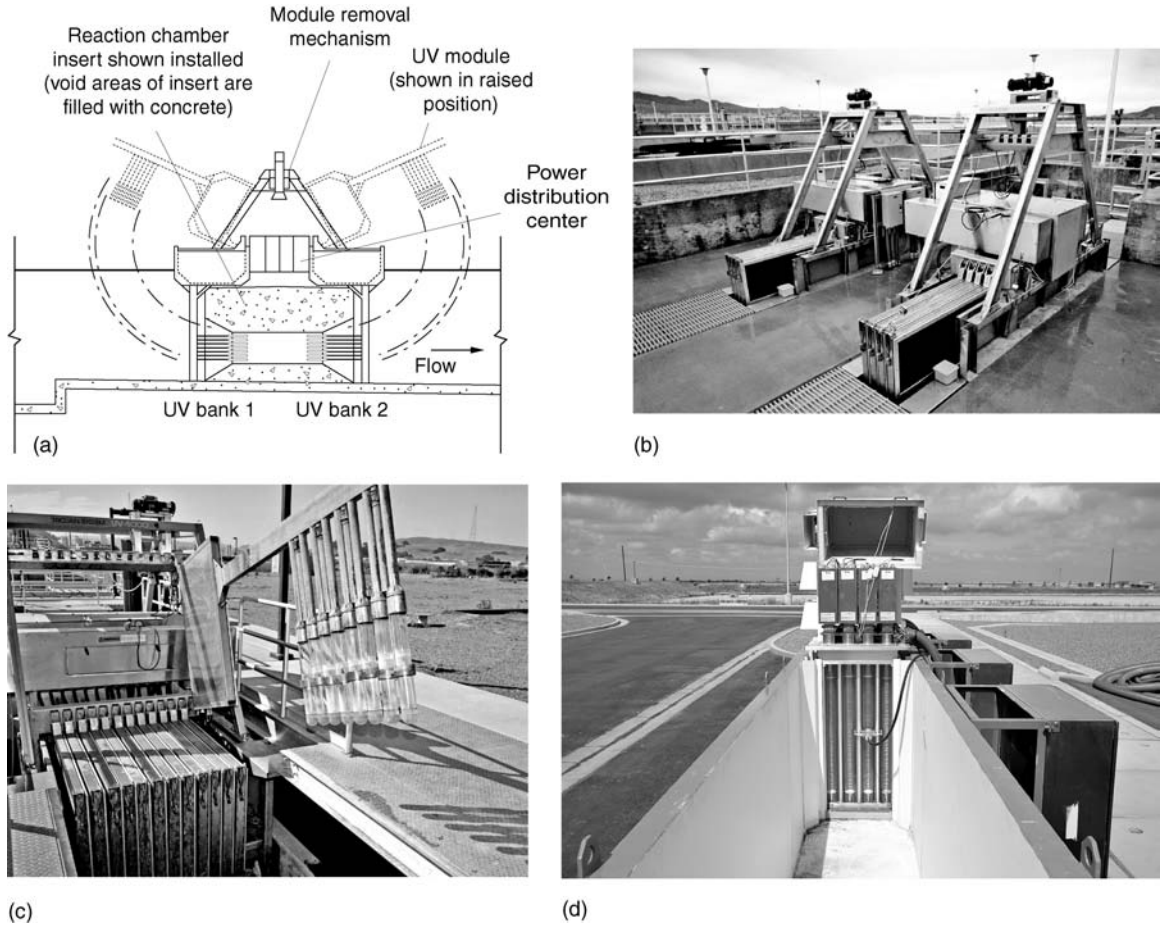 Module removal
mechanism
Reaction chamber
insert shown installed
(void areas of insert are
filled with concrete)
UV module
(shown in raised
position)
Power
distribution
center
Flow
UV bank 1
UV bank 2
(a)
(b)
(c)
(d)